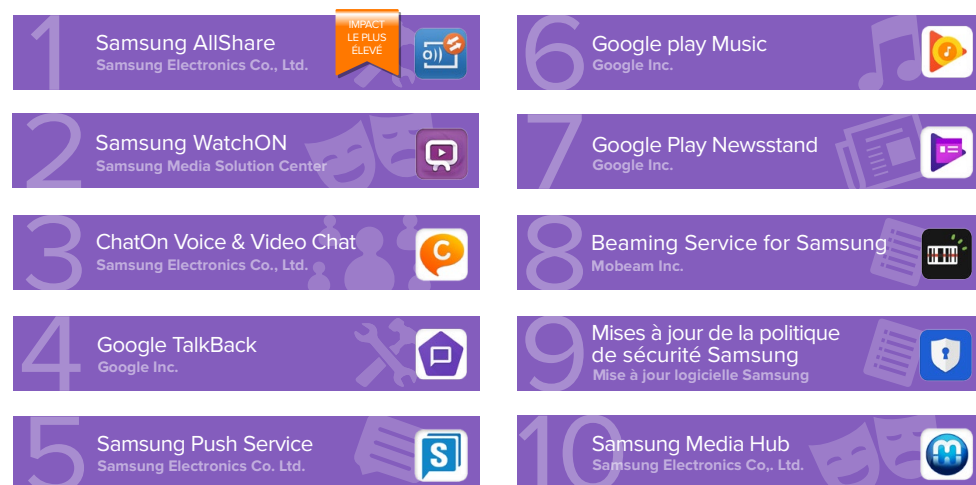 1
Samsung AllShare
Samsung Electronics Co., Ltd.
IMPACT
LE PLUS
ÉLEVÉ
2
Samsung WatchON
Samsung Media Solution Center
3
ChatOn Voice & Video Chat
Samsung Electronics Co., Ltd.
C
4
Google TalkBack
Google Inc.
5
Samsung Push Service
Samsung Electronics Co. Ltd.
S
6
Google play Music
Google Inc.
7
Google Play Newsstand
Google Inc.
8
Beaming Service for Samsung
Mobeam Inc.
9
Mises à jour de la politique
de sécurité Samsung
Mise à jour logicielle Samsung
10
Samsung Media Hub
Samsung Electronics Co,. Ltd.
m